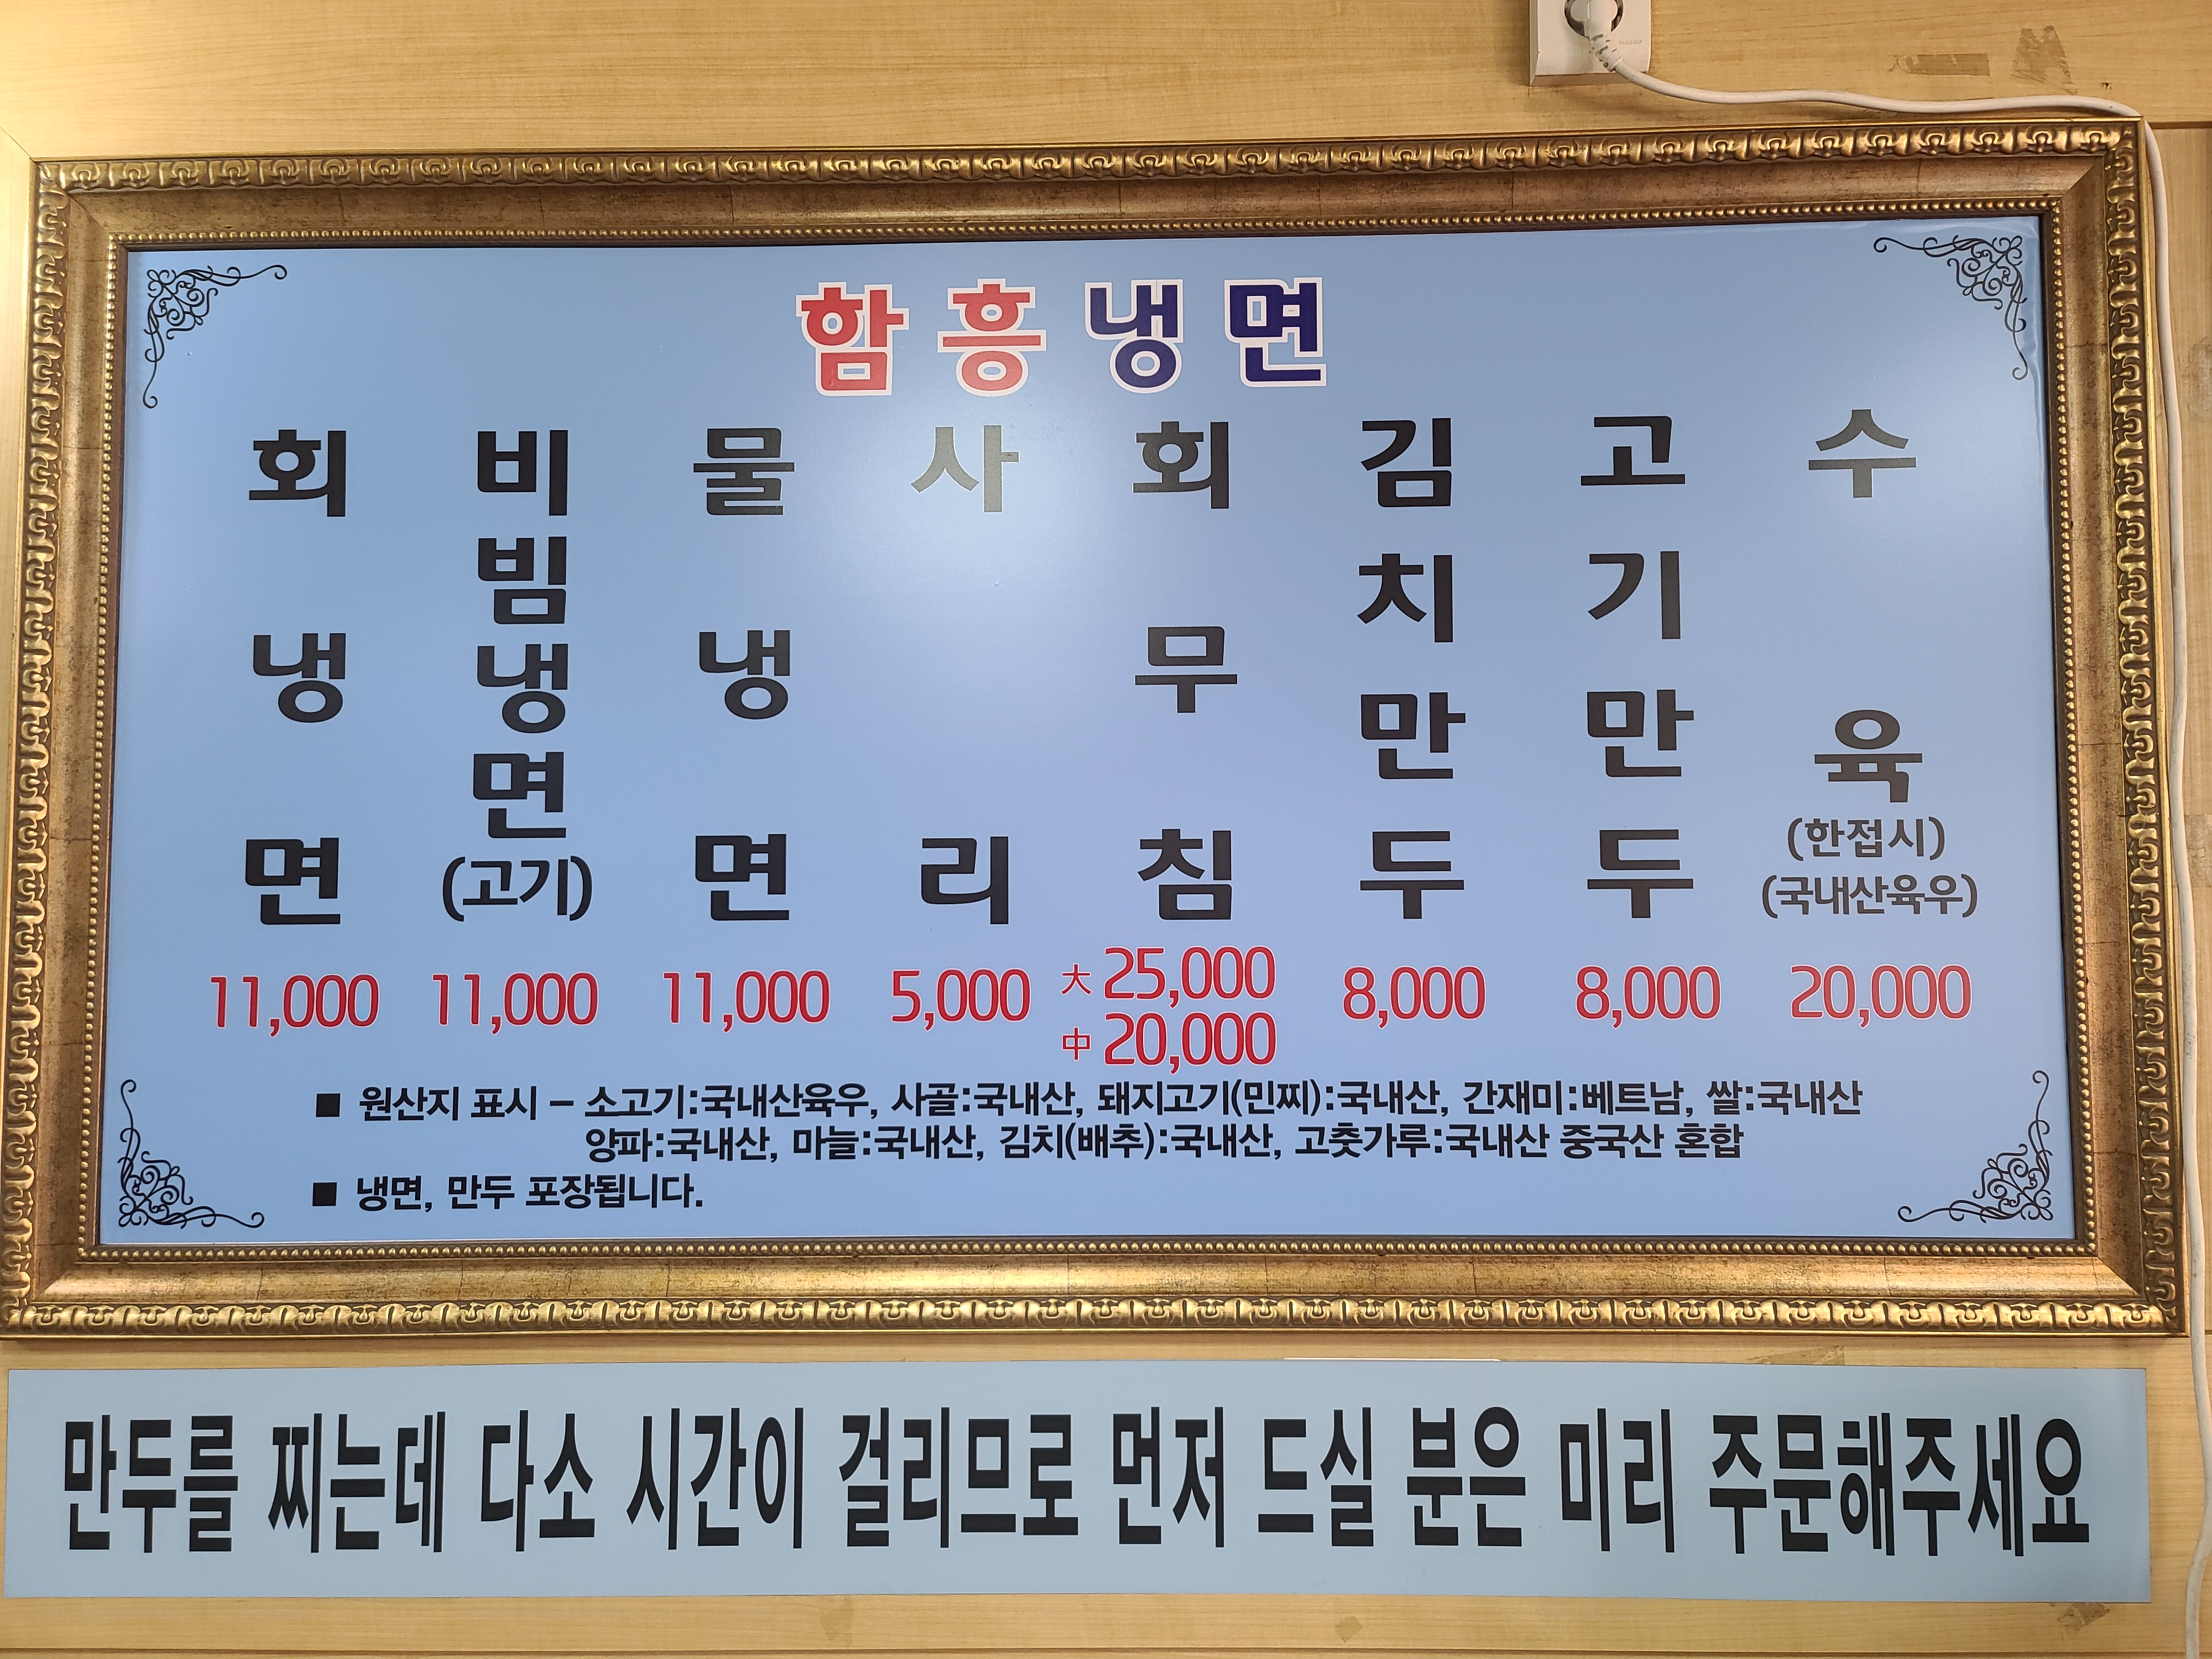 함흥냉면
회냉면 11,000
비빔냉면 (고기) 11,000
물냉면 11,000
사리 5,000
회무침 大 25,000
中 20,000
김치만두 8,000
고기만두 8,000
수육 (한접시) (국내산육우) 20,000
■ 원산지 표시 – 소고기:국내산육우, 사골:국내산, 돼지고기(민찌):국내산, 간재미:베트남, 쌀:국내산
양파:국내산, 마늘:국내산, 김치(배추):국내산, 고춧가루:국내산 중국산 혼합
■ 냉면, 만두 포장됩니다.
만두를 찌는데 다소 시간이 걸리므로 먼저 드실 분은 미리 주문해주세요